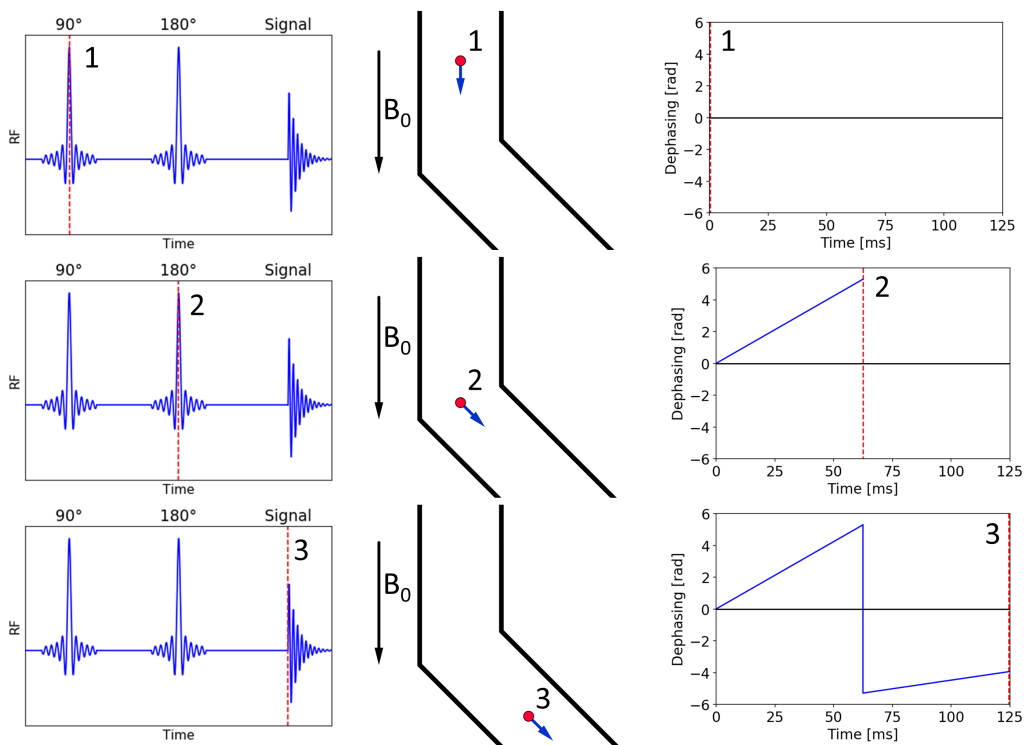 90° 180° Signal
1
RF
Time
B0
1
1
Dephasing [rad]
6
4
2
0
−2
−4
−6
0 25 50 75 100 125
Time [ms]
90° 180° Signal
2
RF
Time
B0
2
2
Dephasing [rad]
6
4
2
0
−2
−4
−6
0 25 50 75 100 125
Time [ms]
90° 180° Signal
3
RF
Time
B0
3
3
Dephasing [rad]
6
4
2
0
−2
−4
−6
0 25 50 75 100 125
Time [ms]